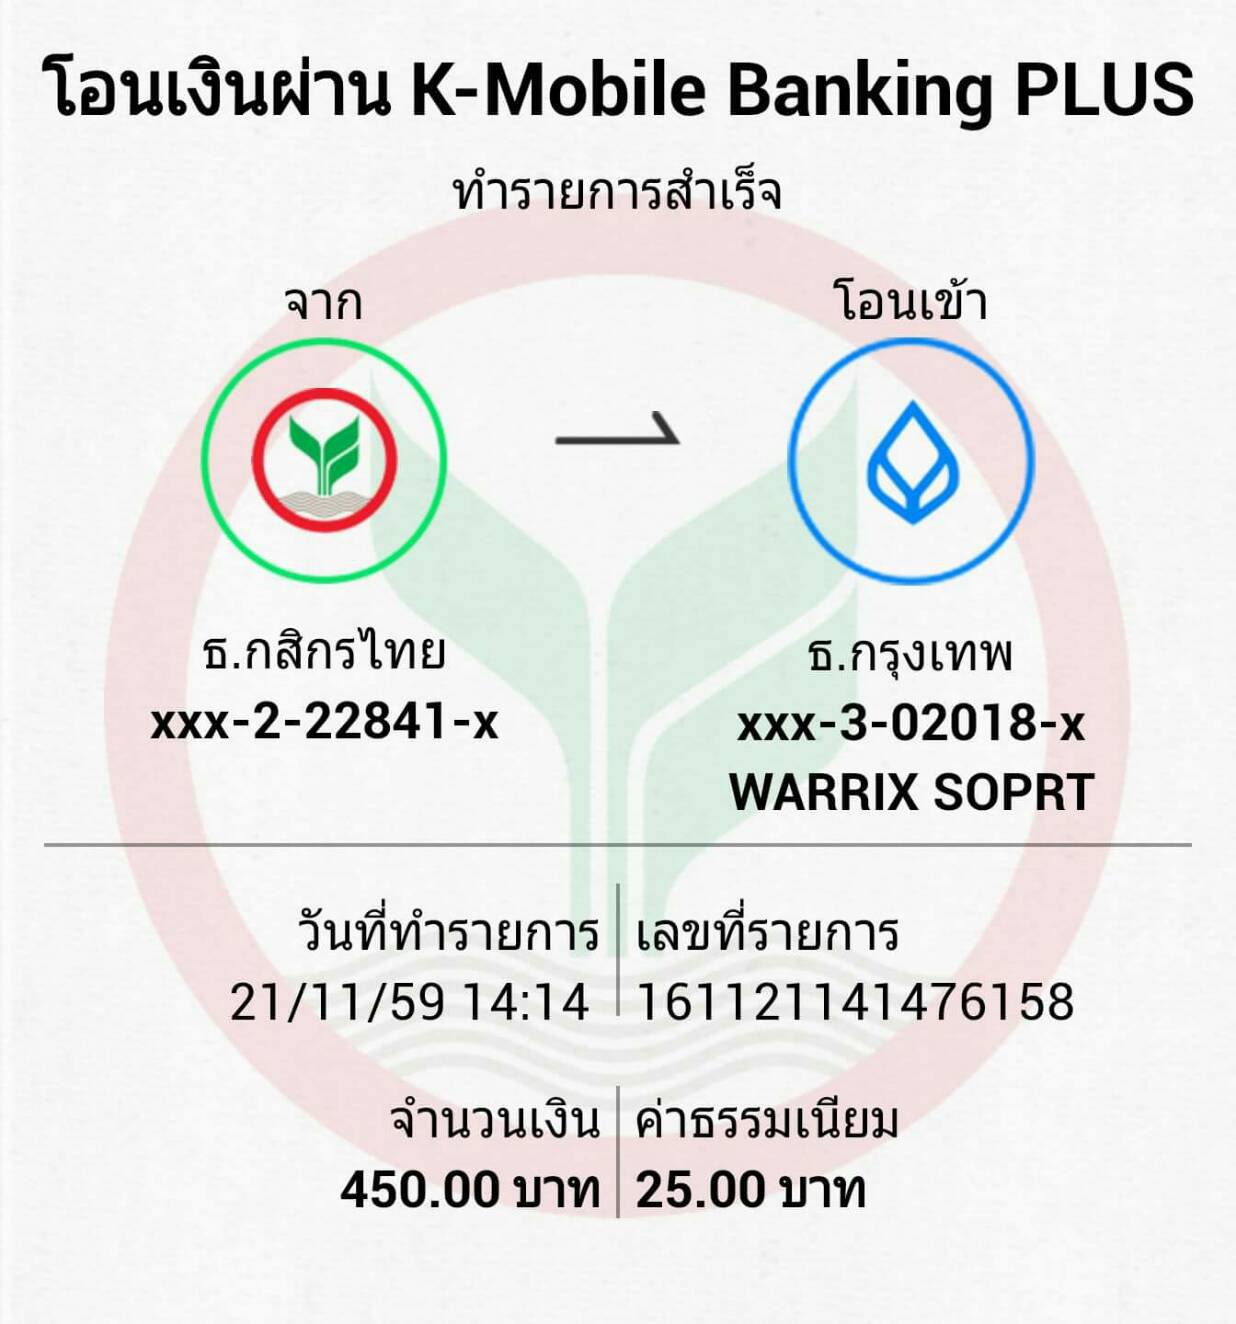 โอนเงินผ่าน K-Mobile Banking PLUS
ทำรายการสำเร็จ
จาก
โอนเข้า
ธ.กสิกรไทย
xxx-2-22841-x
ธ.กรุงเทพ
xxx-3-02018-x
WARRIX SOPRT
วันที่ทำรายการ
21/11/59 14:14
เลขที่รายการ
161121141476158
จำนวนเงิน
450.00 บาท
ค่าธรรมเนียม
25.00 บาท